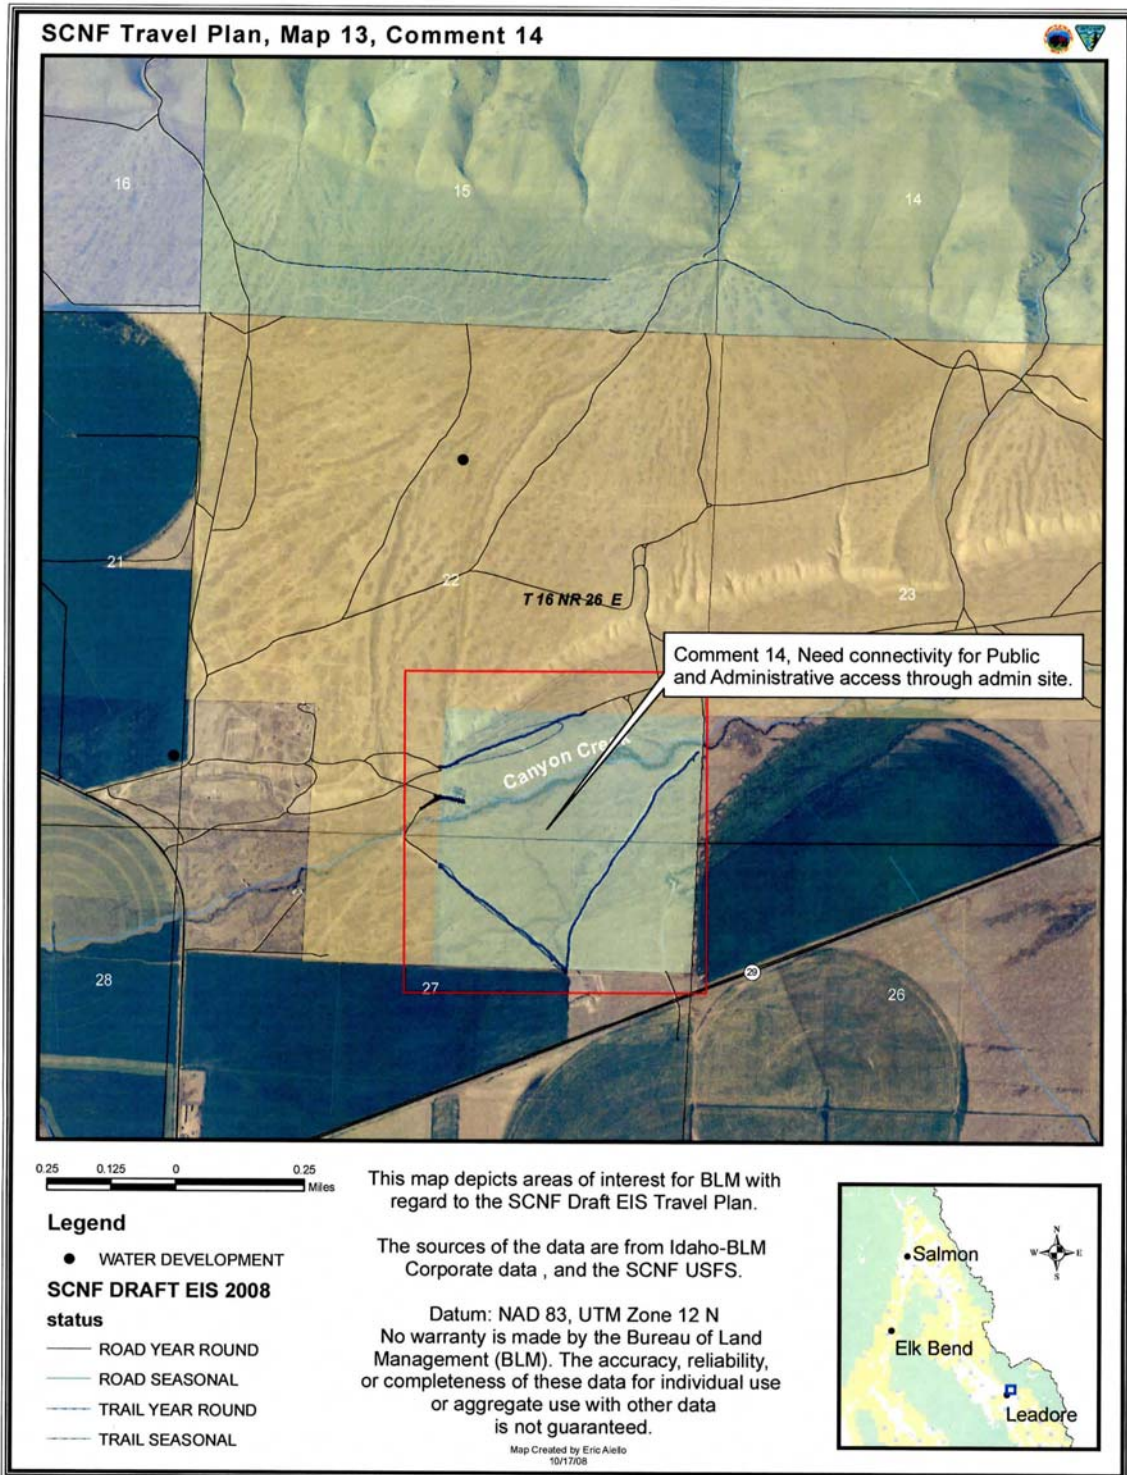 SCNF Travel Plan, Map 13, Comment 14
16
15
14
21
22
T 16 NR 26 E
23
Comment 14, Need connectivity for Public
and Administrative access through admin site.
Canyon Creek
29
28
27
26
0.25 0.125 0 0.25
Miles
Legend
WATER DEVELOPMENT
SCNF DRAFT EIS 2008
status
ROAD YEAR ROUND
ROAD SEASONAL
TRAIL YEAR ROUND
TRAIL SEASONAL
This map depicts areas of interest for BLM with
regard to the SCNF Draft EIS Travel Plan.
The sources of the data are from Idaho-BLM
Corporate data , and the SCNF USFS.
Datum: NAD 83, UTM Zone 12 N
No warranty is made by the Bureau of Land
Management (BLM). The accuracy, reliability,
or completeness of these data for individual use
or aggregate use with other data
is not guaranteed.
Map Created by Eric Aiello
10/17/08
N
W E
S
Salmon
Elk Bend
Leadore